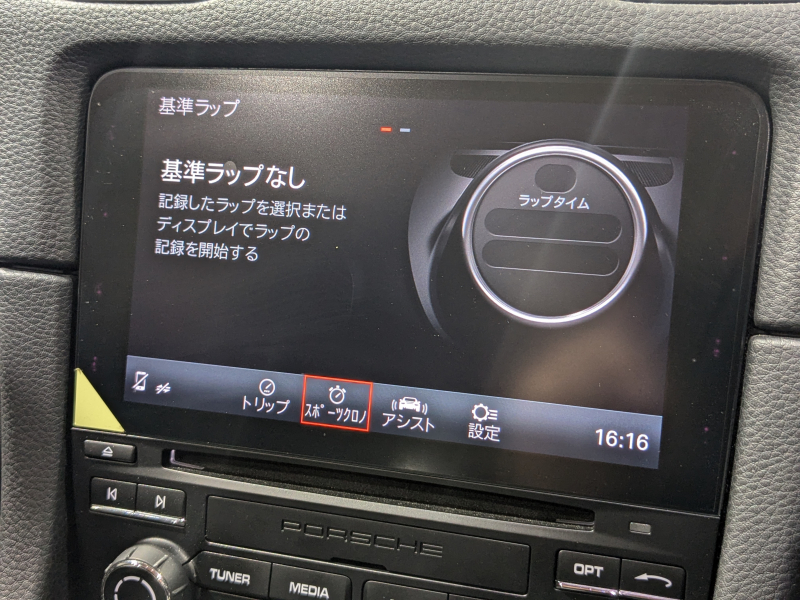 基準ラップ
基準ラップなし
記録したラップを選択または
ディスプレイでラップの
記録を開始する
ラップタイム
トリップ
スポーツクロノ
アシスト
設定
16:16
PORSCHE
TUNER
MEDIA
OPT